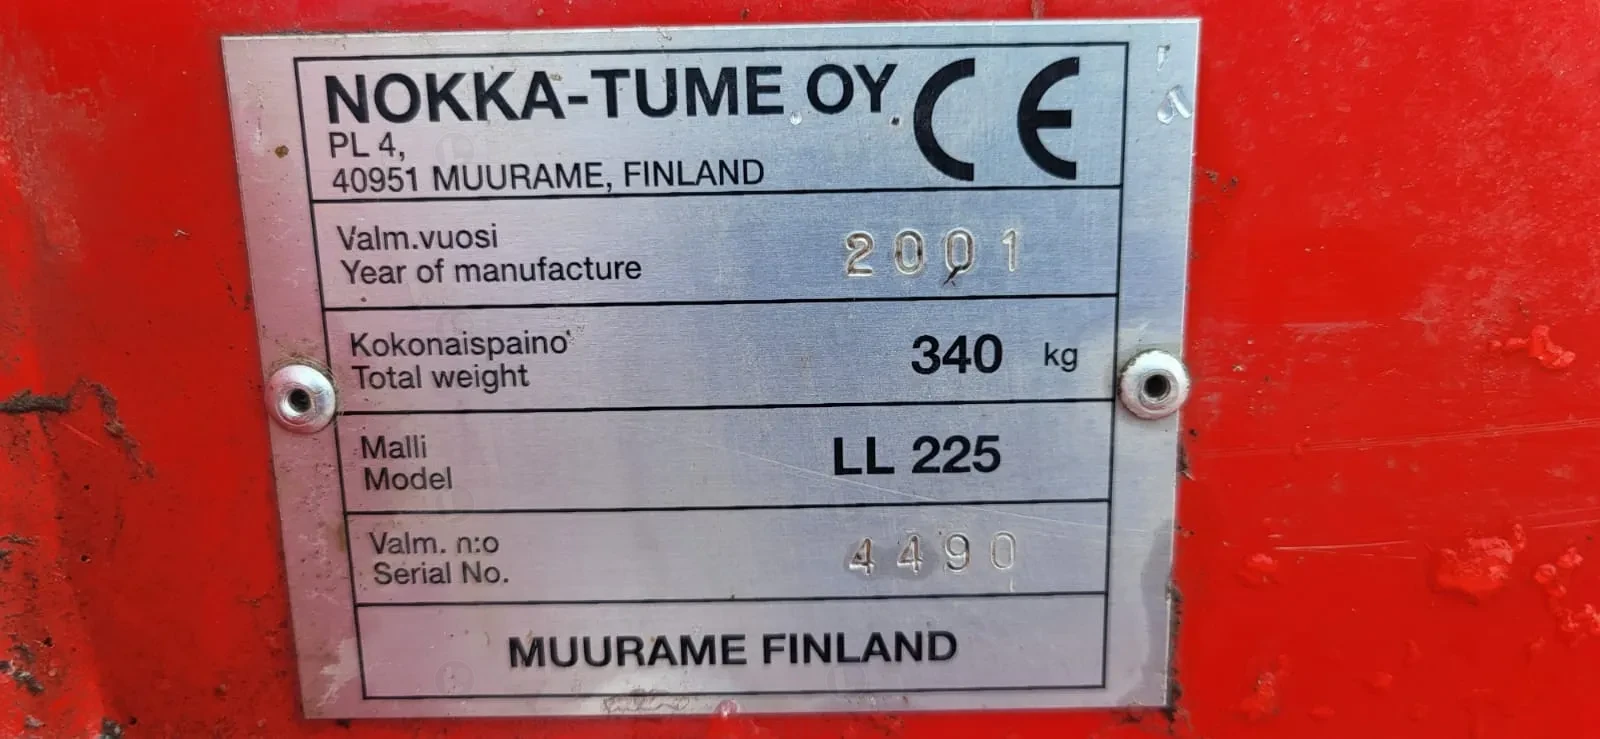 NOKKA-TUME OY CE
PL 4,
40951 MUURAME, FINLAND
Valm.vuosi
Year of manufacture 2001
Kokonaispaino
Total weight 340 kg
Malli
Model LL 225
Valm. n:o
Serial No. 4490
MUURAME FINLAND